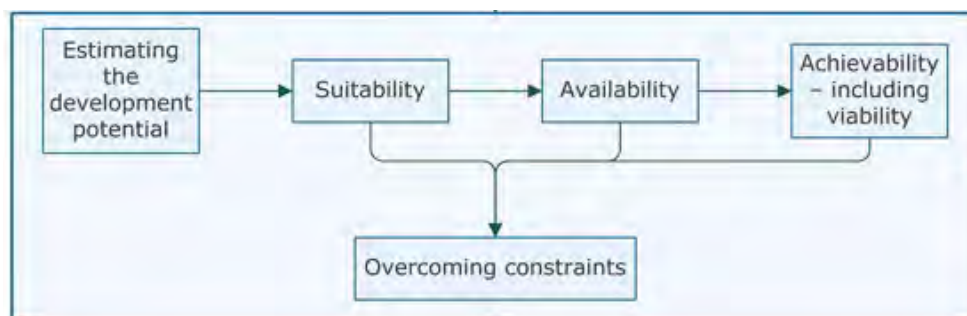 Estimating
the
development
potential
Suitability
Availability
Achievability
– including
viability
Overcoming constraints